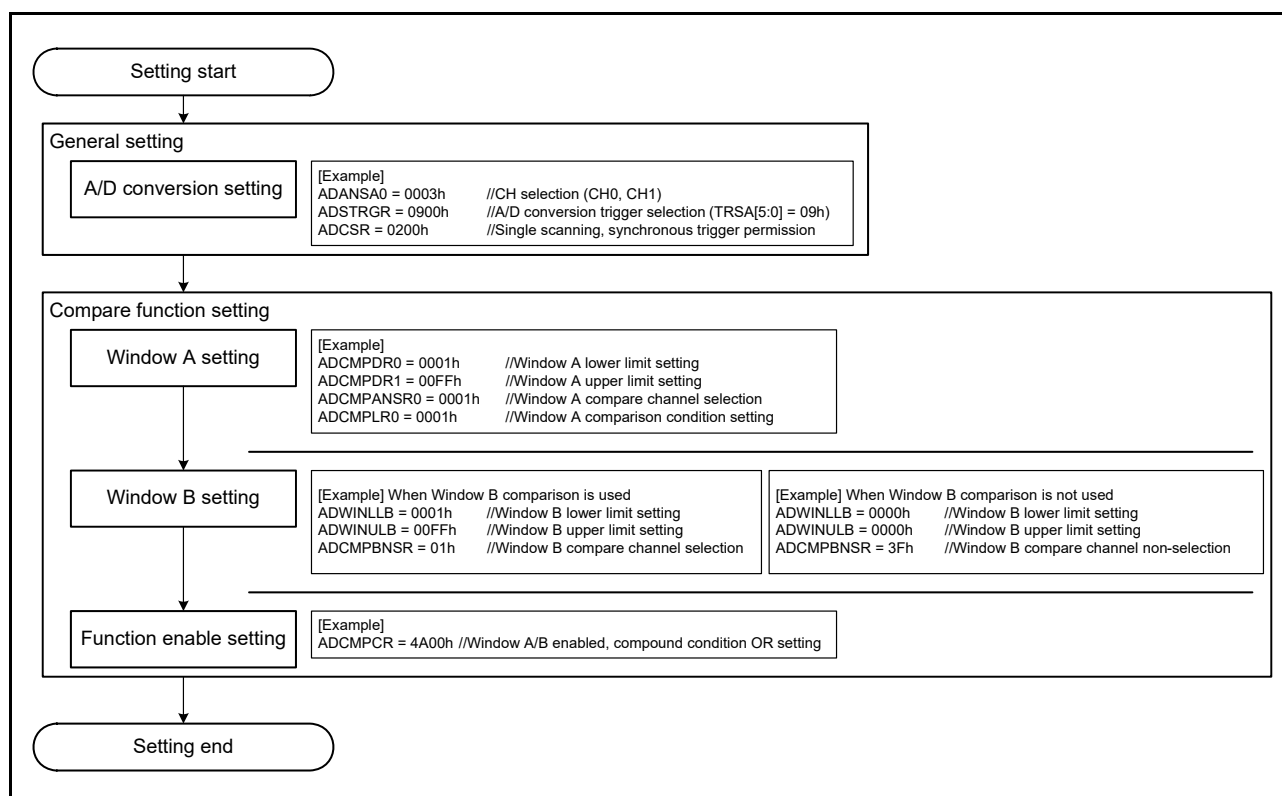 Setting start
General setting
A/D conversion setting
[Example]
ADANSA0 = 0003h //CH selection (CH0, CH1)
ADSTRGR = 0900h //A/D conversion trigger selection (TRSA[5:0] = 09h)
ADCSR = 0200h //Single scanning, synchronous trigger permission
Compare function setting
Window A setting
[Example]
ADCMPDR0 = 0001h //Window A lower limit setting
ADCMPDR1 = 00FFh //Window A upper limit setting
ADCMPANSR0 = 0001h //Window A compare channel selection
ADCMPLR0 = 0001h //Window A comparison condition setting
Window B setting
[Example] When Window B comparison is used
ADWINLLB = 0001h //Window B lower limit setting
ADWINULB = 00FFh //Window B upper limit setting
ADCMPBNSR = 01h //Window B compare channel selection
[Example] When Window B comparison is not used
ADWINLLB = 0000h //Window B lower limit setting
ADWINULB = 0000h //Window B upper limit setting
ADCMPBNSR = 3Fh //Window B compare channel non-selection
Function enable setting
[Example]
ADCMPCR = 4A00h //Window A/B enabled, compound condition OR setting
Setting end